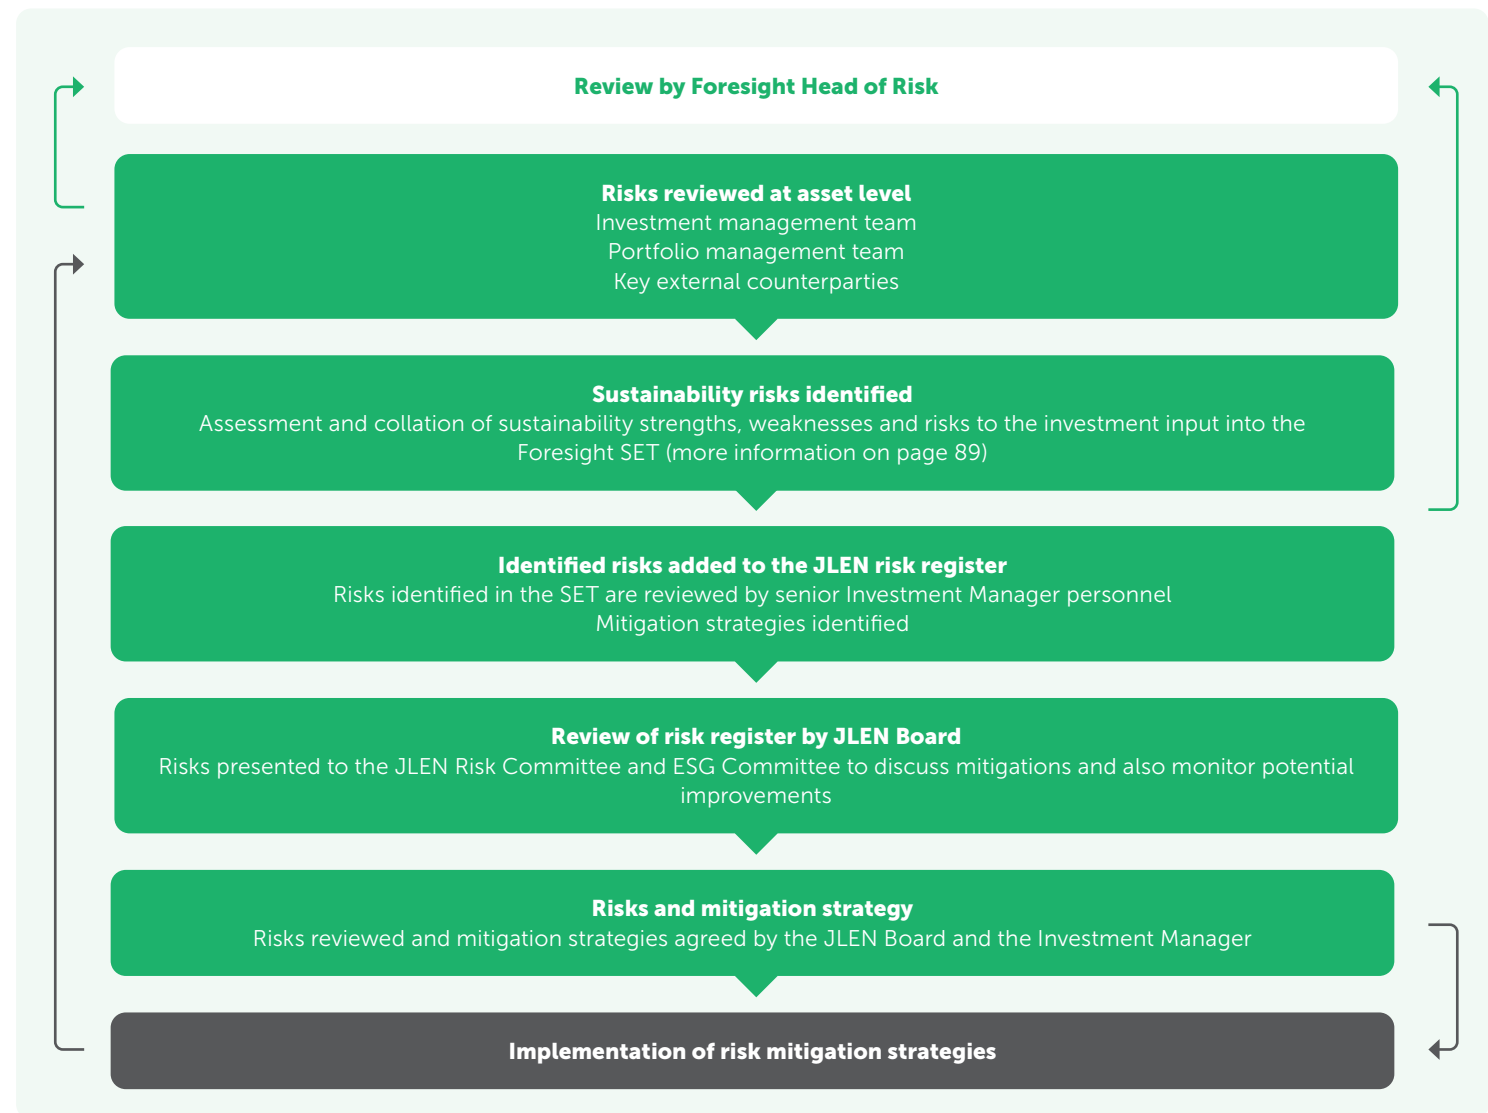 Review by Foresight Head of Risk
Risks reviewed at asset level
Investment management team
Portfolio management team
Key external counterparties
Sustainability risks identified
Assessment and collation of sustainability strengths, weaknesses and risks to the investment input into the
Foresight SET (more information on page 89)
Identified risks added to the JLEN risk register
Risks identified in the SET are reviewed by senior Investment Manager personnel
Mitigation strategies identified
Review of risk register by JLEN Board
Risks presented to the JLEN Risk Committee and ESG Committee to discuss mitigations and also monitor potential
improvements
Risks and mitigation strategy
Risks reviewed and mitigation strategies agreed by the JLEN Board and the Investment Manager
Implementation of risk mitigation strategies